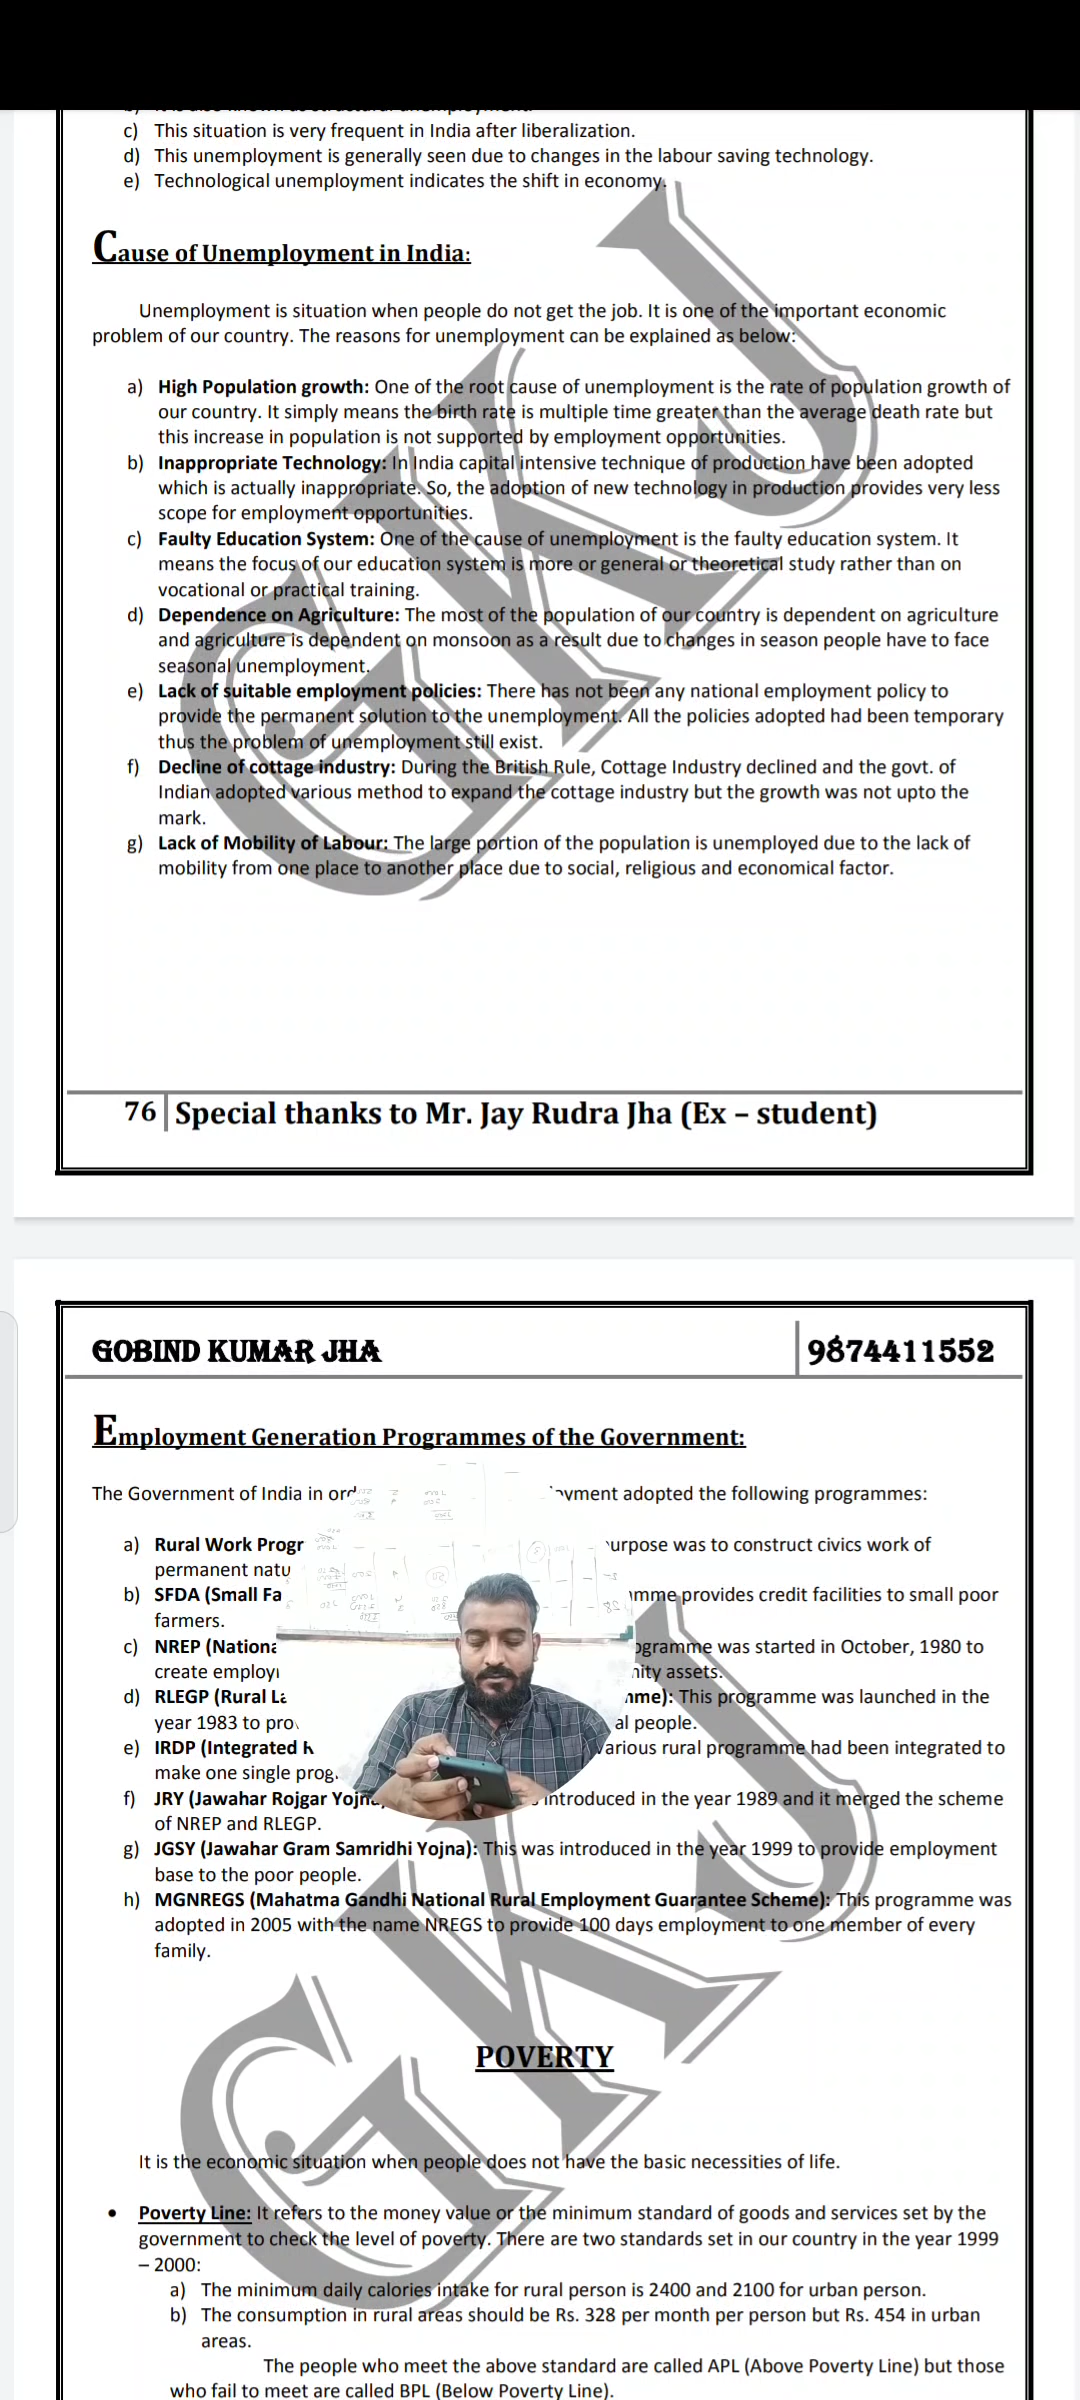 c) This situation is very frequent in India after liberalization.
d) This unemployment is generally seen due to changes in the labour saving technology.
e) Technological unemployment indicates the shift in economy.
Cause of Unemployment in India:
Unemployment is situation when people do not get the job. It is one of the important economic
problem of our country. The reasons for unemployment can be explained as below:
a) High Population growth: One of the root cause of unemployment is the rate of population growth of
our country. It simply means the birth rate is multiple time greater than the average death rate but
this increase in population is not supported by employment opportunities.
b) Inappropriate Technology: In India capital intensive technique of production have been adopted
which is actually inappropriate. So, the adoption of new technology in production provides very less
scope for employment opportunities.
c) Faulty Education System: One of the cause of unemployment is the faulty education system. It
means the focus of our education system is more or general or theoretical study rather than on
vocational or practical training.
d) Dependence on Agriculture: The most of the population of our country is dependent on agriculture
and agriculture is dependent on monsoon as a result due to changes in season people have to face
seasonal unemployment.
e) Lack of suitable employment policies: There has not been any national employment policy to
provide the permanent solution to the unemployment. All the policies adopted had been temporary
thus the problem of unemployment still exist.
f) Decline of cottage industry: During the British Rule, Cottage Industry declined and the govt. of
Indian adopted various method to expand the cottage industry but the growth was not upto the
mark.
g) Lack of Mobility of Labour: The large portion of the population is unemployed due to the lack of
mobility from one place to another place due to social, religious and economical factor.
GKJ
76 Special thanks to Mr. Jay Rudra Jha (Ex – student)
GOBIND KUMAR JHA 9874411552
Employment Generation Programmes of the Government:
The Government of India in adopted the following programmes:
a) Rural Work was to construct civics work of
permanent
b) SFDA (Small provides credit facilities to small poor
farmers.
c) NREP was started in October, 1980 to
create assets.
d) RLEGP (Rural This programme was launched in the
year 1983 to people.
e) IRDP (Integrated rural programme had been integrated to
make one single
f) JRY (Jawahar Rojgar introduced in the year 1989 and it merged the scheme
of NREP and RLEGP.
g) JGSY (Jawahar Gram Samridhi Yojna): This was introduced in the year 1999 to provide employment
base to the poor people.
h) MGNREGS (Mahatma Gandhi National Rural Employment Guarantee Scheme): This programme was
adopted in 2005 with the name NREGS to provide 100 days employment to one member of every
family.
GKJ
POVERTY
It is the economic situation when people does not have the basic necessities of life.
• Poverty Line: It refers to the money value or the minimum standard of goods and services set by the
government to check the level of poverty. There are two standards set in our country in the year 1999
– 2000:
a) The minimum daily calories intake for rural person is 2400 and 2100 for urban person.
b) The consumption in rural areas should be Rs. 328 per month per person but Rs. 454 in urban
areas.
The people who meet the above standard are called APL (Above Poverty Line) but those
who fail to meet are called BPL (Below Poverty Line).